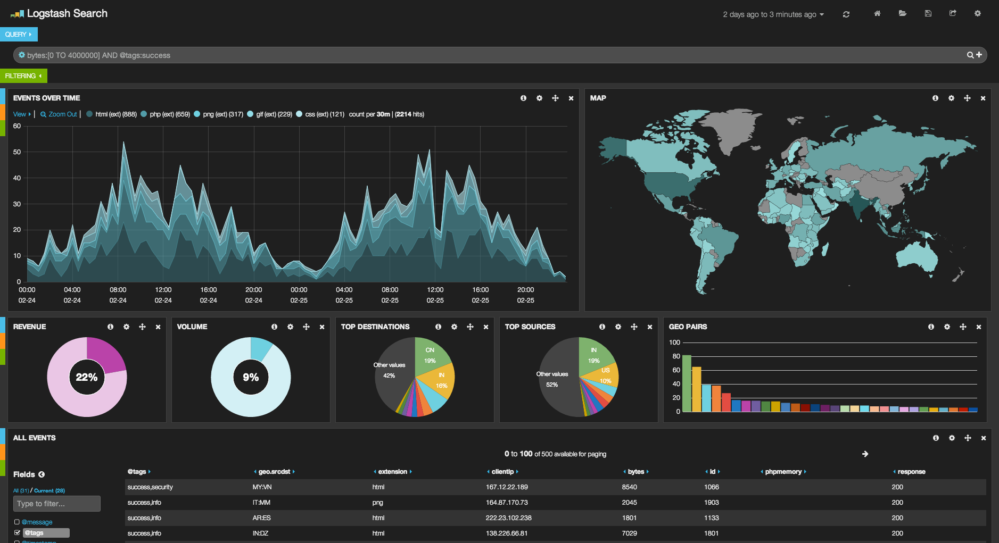 Logstash Search
2 days ago to 3 minutes ago
QUERY
bytes:[0 TO 4000000] AND @tags:success
FILTERING
EVENTS OVER TIME
View | Zoom Out | html (ext) (888) php (ext) (659) png (ext) (317) gif (ext) (229) css (ext) (121) count per 30m | (2214 hits)
60
50
40
30
20
10
0
00:00 04:00 08:00 12:00 16:00 20:00 00:00 04:00 08:00 12:00 16:00 20:00
02-24 02-24 02-24 02-24 02-24 02-24 02-25 02-25 02-25 02-25 02-25 02-25
MAP
REVENUE
22%
VOLUME
9%
TOP DESTINATIONS
CN
19%
IN
16%
Other values
42%
TOP SOURCES
IN
19%
US
10%
Other values
52%
GEO PAIRS
100
80
60
40
20
0
ALL EVENTS
0 to 100 of 500 available for paging
Fields
All (31) / Current (28)
Type to filter...
@message
@tags
@timestamp
@tags geo.srcdst extension clientip bytes id phpmemory response
success,security MY:VN html 167.12.22.189 8540 1066 200
success,info IT:MM png 164.87.170.73 2045 1903 200
success,info AR:ES html 222.23.102.238 1801 1133 200
success,info IN:DZ html 138.226.66.81 7029 1801 200